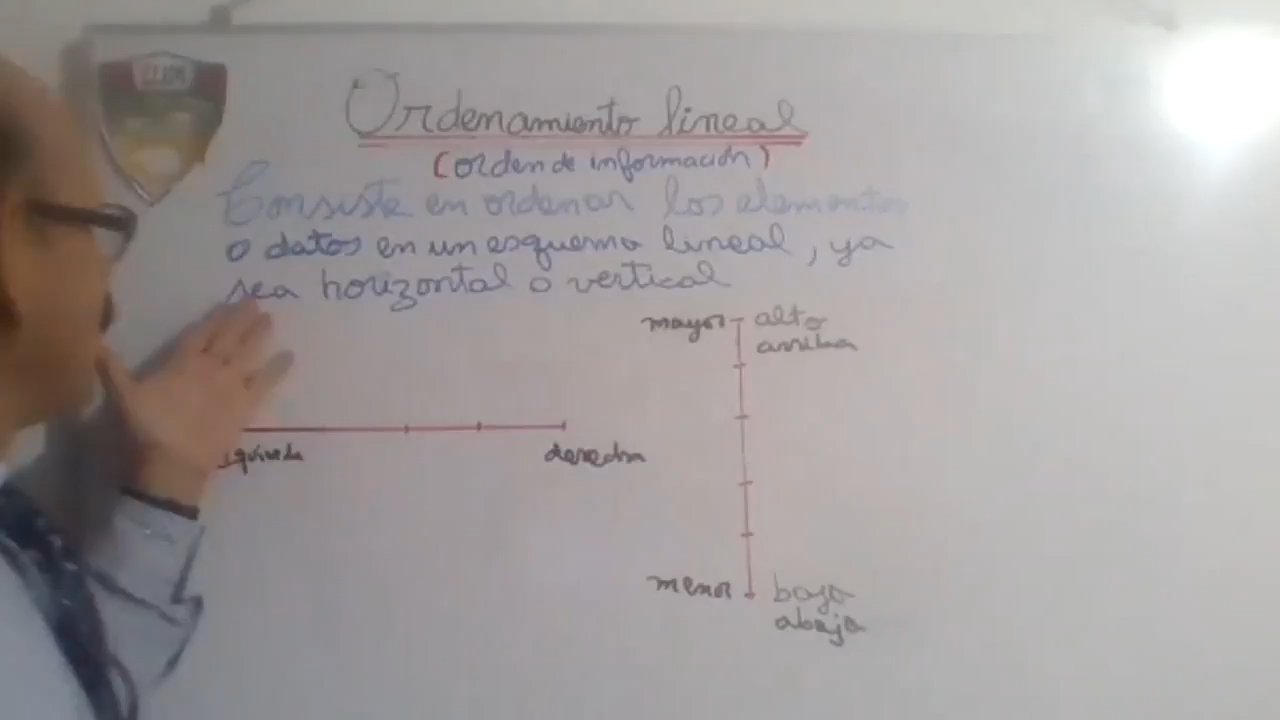 Ordenamiento lineal
(orden de información)
Consiste en ordenar los elementos
o datos en un esquema lineal, ya
sea horizontal o vertical
mayor alto
arriba
derecha
menor bajo
abajo